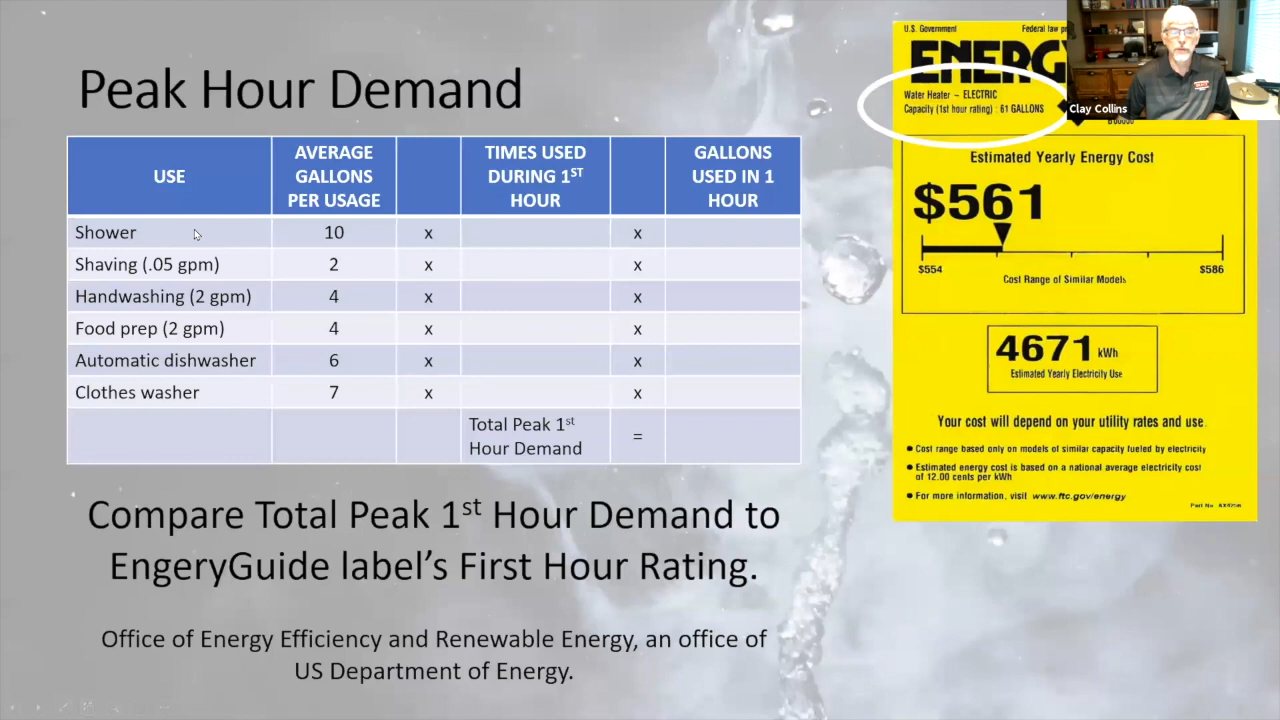 Peak Hour Demand
USE
AVERAGE
GALLONS
PER USAGE
TIMES USED
DURING 1ST
HOUR
GALLONS
USED IN 1
HOUR
Shower 10 x x
Shaving (.05 gpm) 2 x x
Handwashing (2 gpm) 4 x x
Food prep (2 gpm) 4 x x
Automatic dishwasher 6 x x
Clothes washer 7 x x
Total Peak 1st
Hour Demand
=
Compare Total Peak 1st Hour Demand to
EngeryGuide label’s First Hour Rating.
Office of Energy Efficiency and Renewable Energy, an office of
US Department of Energy.
U.S. Government Federal law
ENERG
Water Heater – ELECTRIC
Capacity (1st hour rating) : 61 GALLONS
Clay Collins
Estimated Yearly Energy Cost
$561
$554 $586
Cost Range of Similar Models
4671 kWh
Estimated Yearly Electricity Use
Your cost will depend on your utility rates and use.
● Cost range based only on models of similar capacity fueled by electricity
● Estimated energy cost is based on a national average electricity cost
of 12.00 cents per kWh
● For more information, visit www.ftc.gov/energy
Part No.